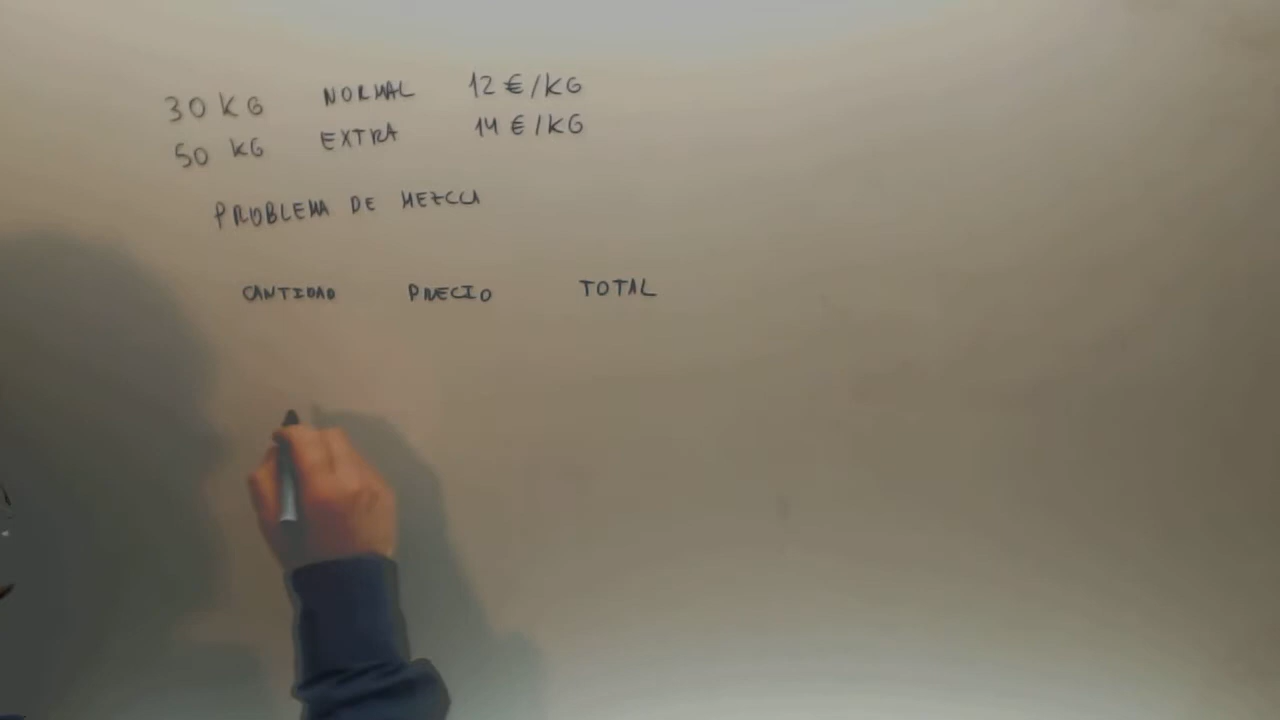 30 KG NORMAL 12 €/KG
50 KG EXTRA 14 €/KG
PROBLEMA DE MEZCLA
CANTIDAD PRECIO TOTAL